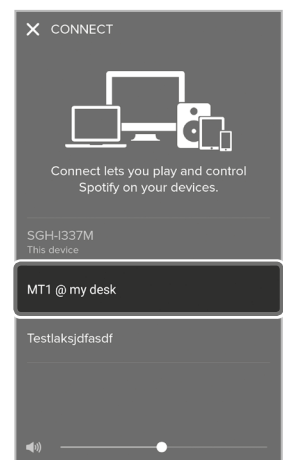 CONNECT
Connect lets you play and control
Spotify on your devices.
SGH-I337M
This device
MT1 @ my desk
Testlaksjdfasdf